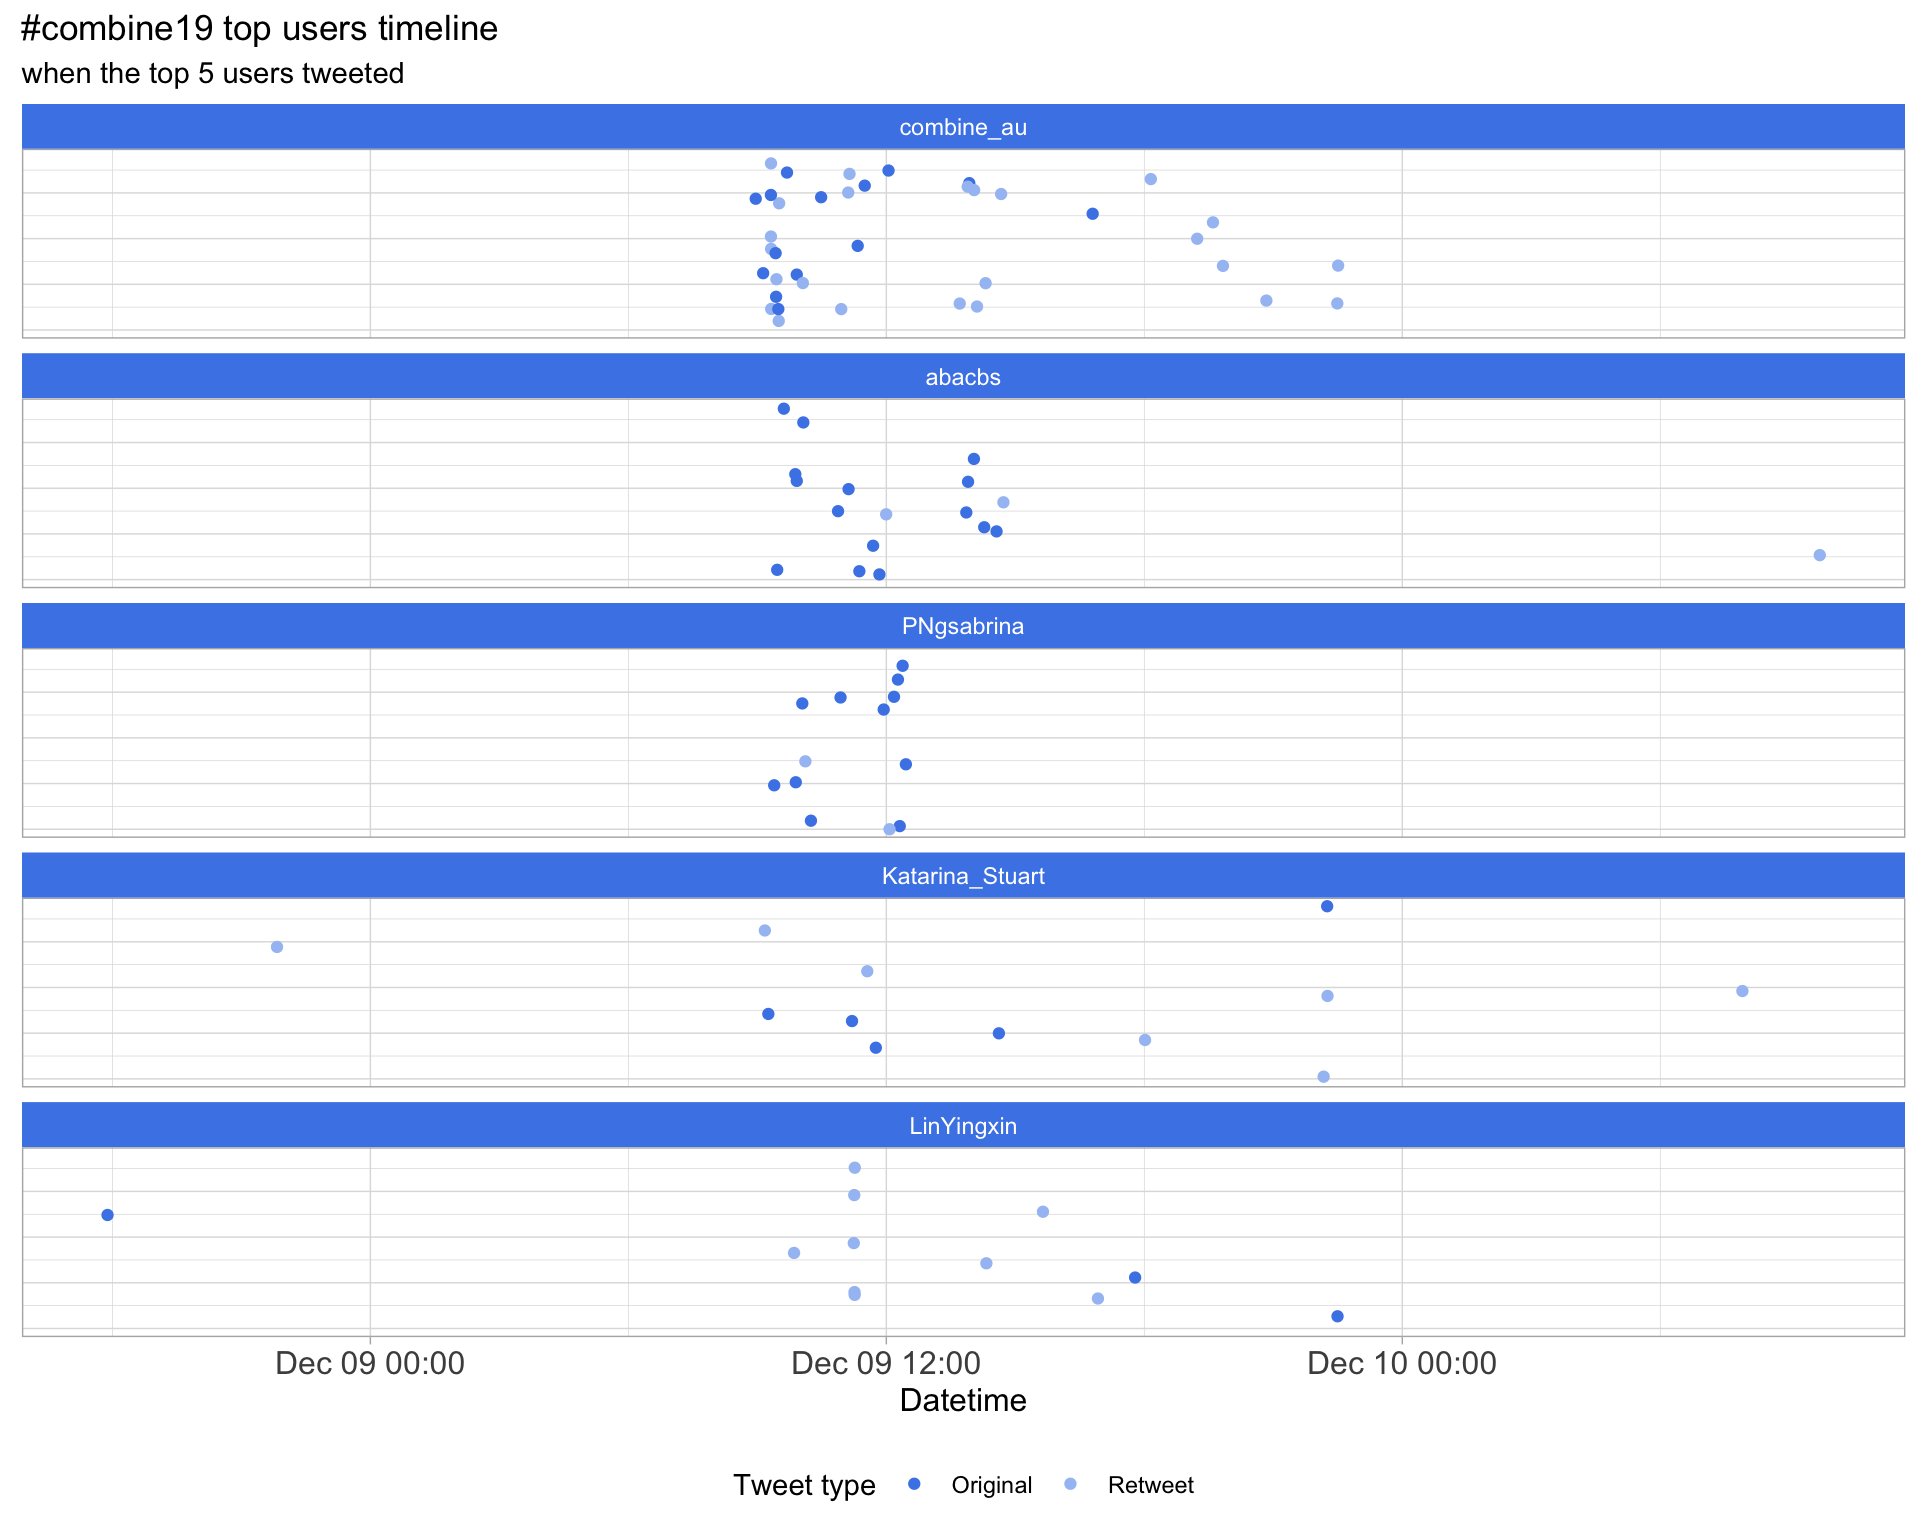 #combine19 top users timeline
when the top 5 users tweeted
combine_au
abacbs
PNgsabrina
Katarina_Stuart
LinYingxin
Dec 09 00:00 Dec 09 12:00 Dec 10 00:00
Datetime
Tweet type Original Retweet